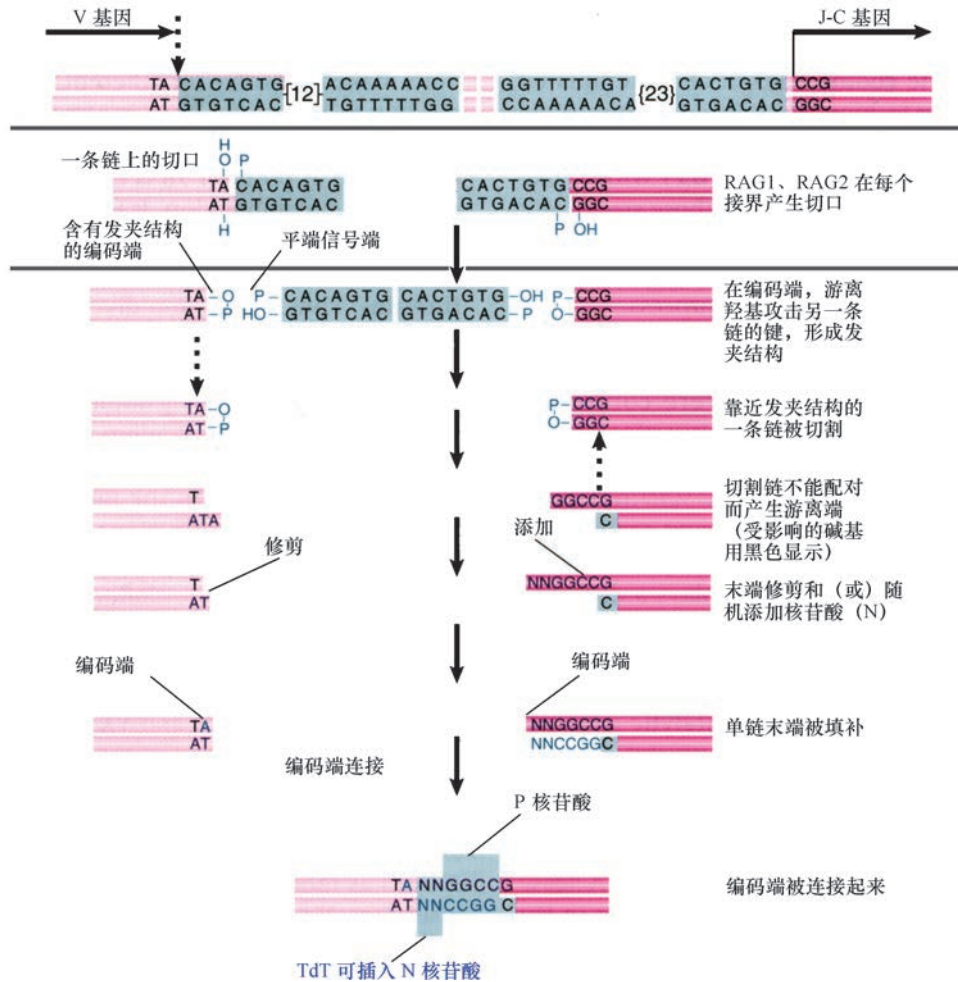 V 基因
J-C 基因
TA CACAGTG [12] ACAAAAACC GGTTTTTGT {23} CACTGTG CCG
AT GTGTCAC TGTTTTTGG CCAAAAACA GTGACAC GGC
一条链上的切口
H
O P
TA CACAGTG
AT GTGTCAC
H
CACTGTG CCG
GTGACAC GGC
P OH
RAG1、RAG2 在每个
接界产生切口
含有发夹结构
的编码端
平端信号端
TA-O P-CACAGTG CACTGTG-OH P-CCG
AT-P HO-GTGTCAC GTGACAC-P O-GGC
在编码端，游离
羟基攻击另一条
链的键，形成发
夹结构
TA-O P-CCG
AT-P O-GGC
靠近发夹结构的
一条链被切割
T GGCCG
ATA C
切割链不能配对
而产生游离端
（受影响的碱基
用黑色显示）
修剪
添加
T NNGGCCG
AT C
末端修剪和（或）随
机添加核苷酸（N）
编码端
编码端
TA NNGGCCG
AT NNCCGGC
单链末端被填补
编码端连接
P 核苷酸
TA NNGGCCG
AT NNCCGG C
编码端被连接起来
TdT 可插入 N 核苷酸